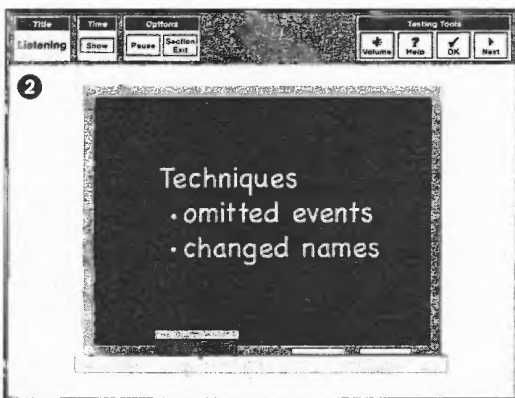 Title
Listening
Time
Show
Options
Pause
Section Exit
Testing Tools
Volume
? Help
OK
Next
2
Techniques
• omitted events
• changed names